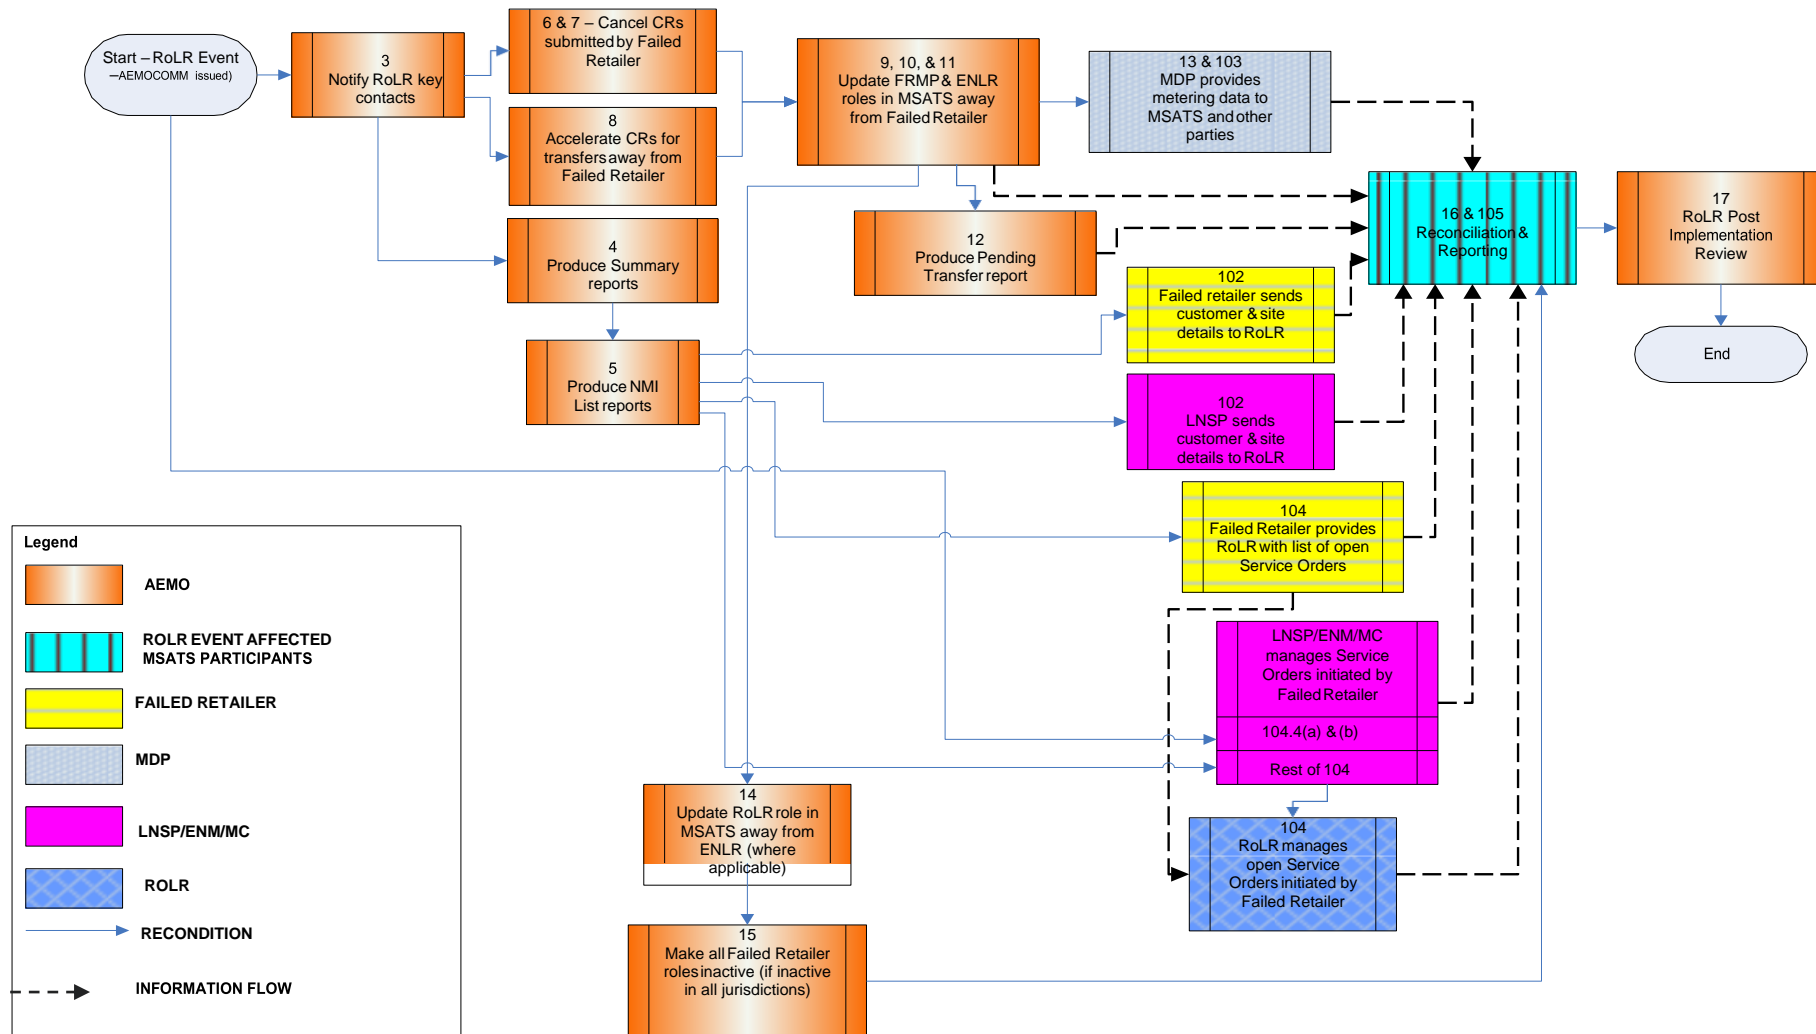 Start – RoLR Event
–AEMOCOMM issued)
3
Notify RoLR key
contacts
6 & 7 – Cancel CRs
submitted by Failed
Retailer
8
Accelerate CRs for
transfers away from
Failed Retailer
4
Produce Summary
reports
5
Produce NMI
List reports
9, 10, & 11
Update FRMP & ENLR
roles in MSATS away
from Failed Retailer
12
Produce Pending
Transfer report
13 & 103
MDP provides
metering data to
MSATS and other
parties
102
Failed retailer sends
customer & site
details to RoLR
102
LNSP sends
customer & site
details to RoLR
104
Failed Retailer provides
RoLR with list of open
Service Orders
LNSP/ENM/MC
manages Service
Orders initiated by
Failed Retailer
104.4(a) & (b)
Rest of 104
104
RoLR manages
open Service
Orders initiated by
Failed Retailer
14
Update RoLR role in
MSATS away from
ENLR (where
applicable)
15
Make all Failed Retailer
roles inactive (if inactive
in all jurisdictions)
16 & 105
Reconciliation &
Reporting
17
RoLR Post
Implementation
Review
End
Legend
AEMO
ROLR EVENT AFFECTED
MSATS PARTICIPANTS
FAILED RETAILER
MDP
LNSP/ENM/MC
ROLR
RECONDITION
INFORMATION FLOW